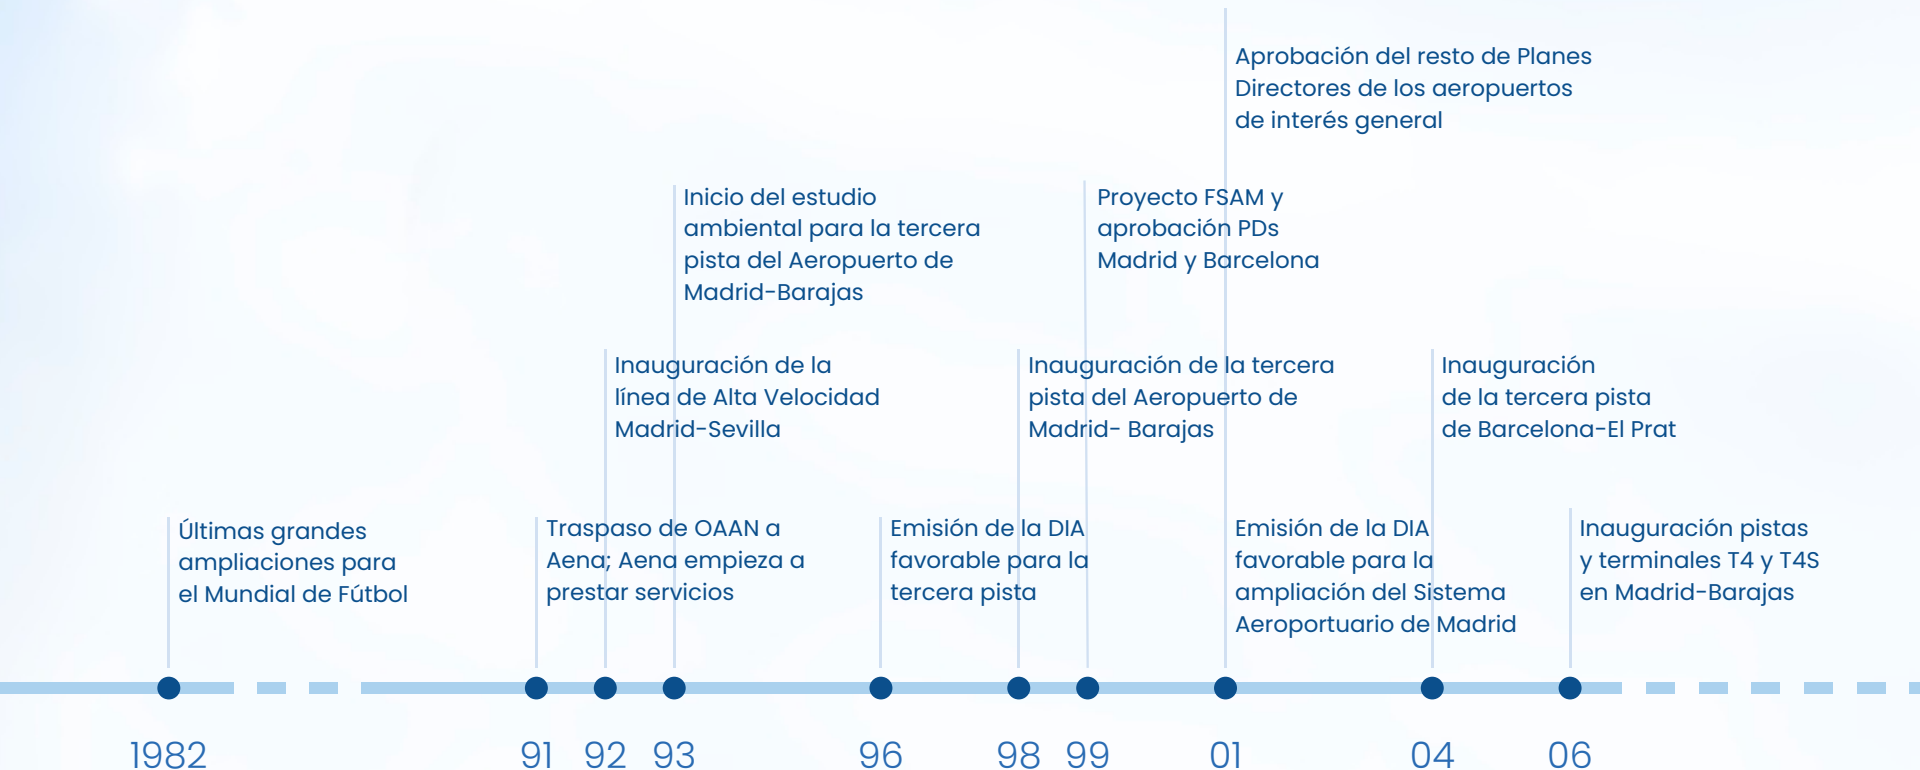 Aprobación del resto de Planes
Directores de los aeropuertos
de interés general
Inicio del estudio
ambiental para la tercera
pista del Aeropuerto de
Madrid-Barajas
Proyecto FSAM y
aprobación PDs
Madrid y Barcelona
Inauguración de la
línea de Alta Velocidad
Madrid-Sevilla
Inauguración de la tercera
pista del Aeropuerto de
Madrid- Barajas
Inauguración
de la tercera pista
de Barcelona-El Prat
Últimas grandes
ampliaciones para
el Mundial de Fútbol
Traspaso de OAAN a
Aena; Aena empieza a
prestar servicios
Emisión de la DIA
favorable para la
tercera pista
Emisión de la DIA
favorable para la
ampliación del Sistema
Aeroportuario de Madrid
Inauguración pistas
y terminales T4 y T4S
en Madrid-Barajas
1982 91 92 93 96 98 99 01 04 06